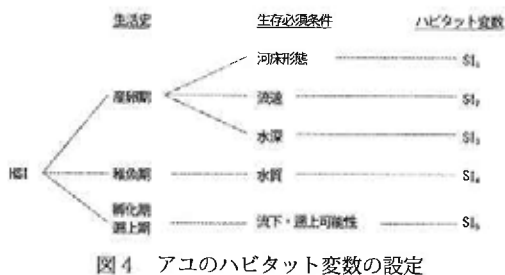 生活史 生存必須条件 ハビタット変数
河床形態 SI₁
産卵期 流速 SI₂
水深 SI₃
HSI 稚魚期 水質 SI₄
孵化期
遡上期 流下・遡上可能性 SI₅
図4 アユのハビタット変数の設定